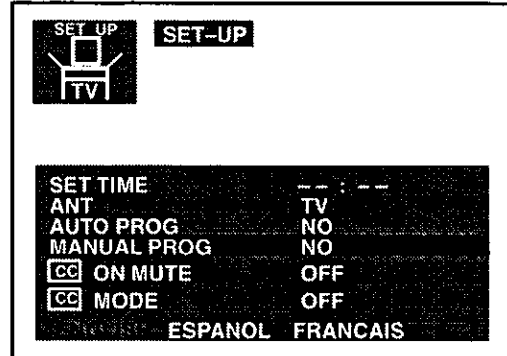 SET UP
TV
SET-UP
SET TIME -- : --
ANT TV
AUTO PROG NO
MANUAL PROG NO
CC ON MUTE OFF
CC MODE OFF
ESPANOL FRANCAIS